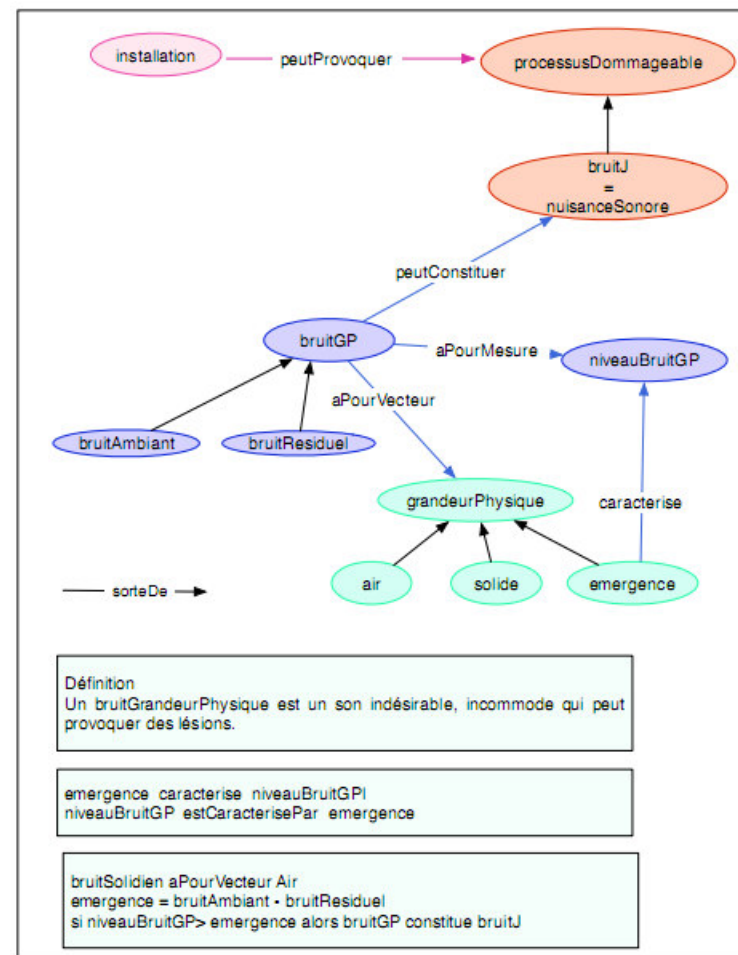 installation
peutProvoquer
processusDommageable
bruitJ
=
nuisanceSonore
peutConstituer
bruitGP
aPourMesure
niveauBruitGP
aPourVecteur
bruitAmbiant
bruitResiduel
grandeurPhysique
caracterise
air
solide
emergence
sorteDe
Définition
Un bruitGrandeurPhysique est un son indésirable, incommode qui peut
provoquer des lésions.
emergence caracterise niveauBruitGPl
niveauBruitGP estCaracterisePar emergence
bruitSolidien aPourVecteur Air
emergence = bruitAmbiant - bruitResiduel
si niveauBruitGP> emergence alors bruitGP constitue bruitJ